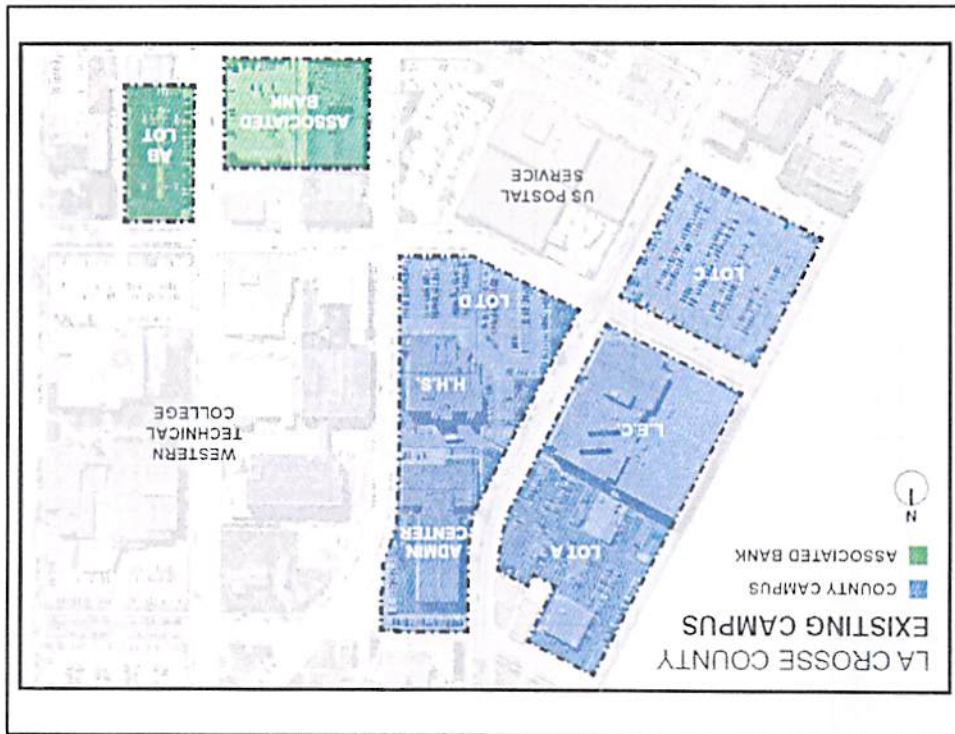 LA CROSSE COUNTY
EXISTING CAMPUS
COUNTY CAMPUS
ASSOCIATED BANK
N
LOT A
ADMIN
CENTER
WESTERN
TECHNICAL
COLLEGE
L.E.C.
H.H.S.
LOT D
LOT C
US POSTAL
SERVICE
AB
LOT
ASSOCIATED
BANK